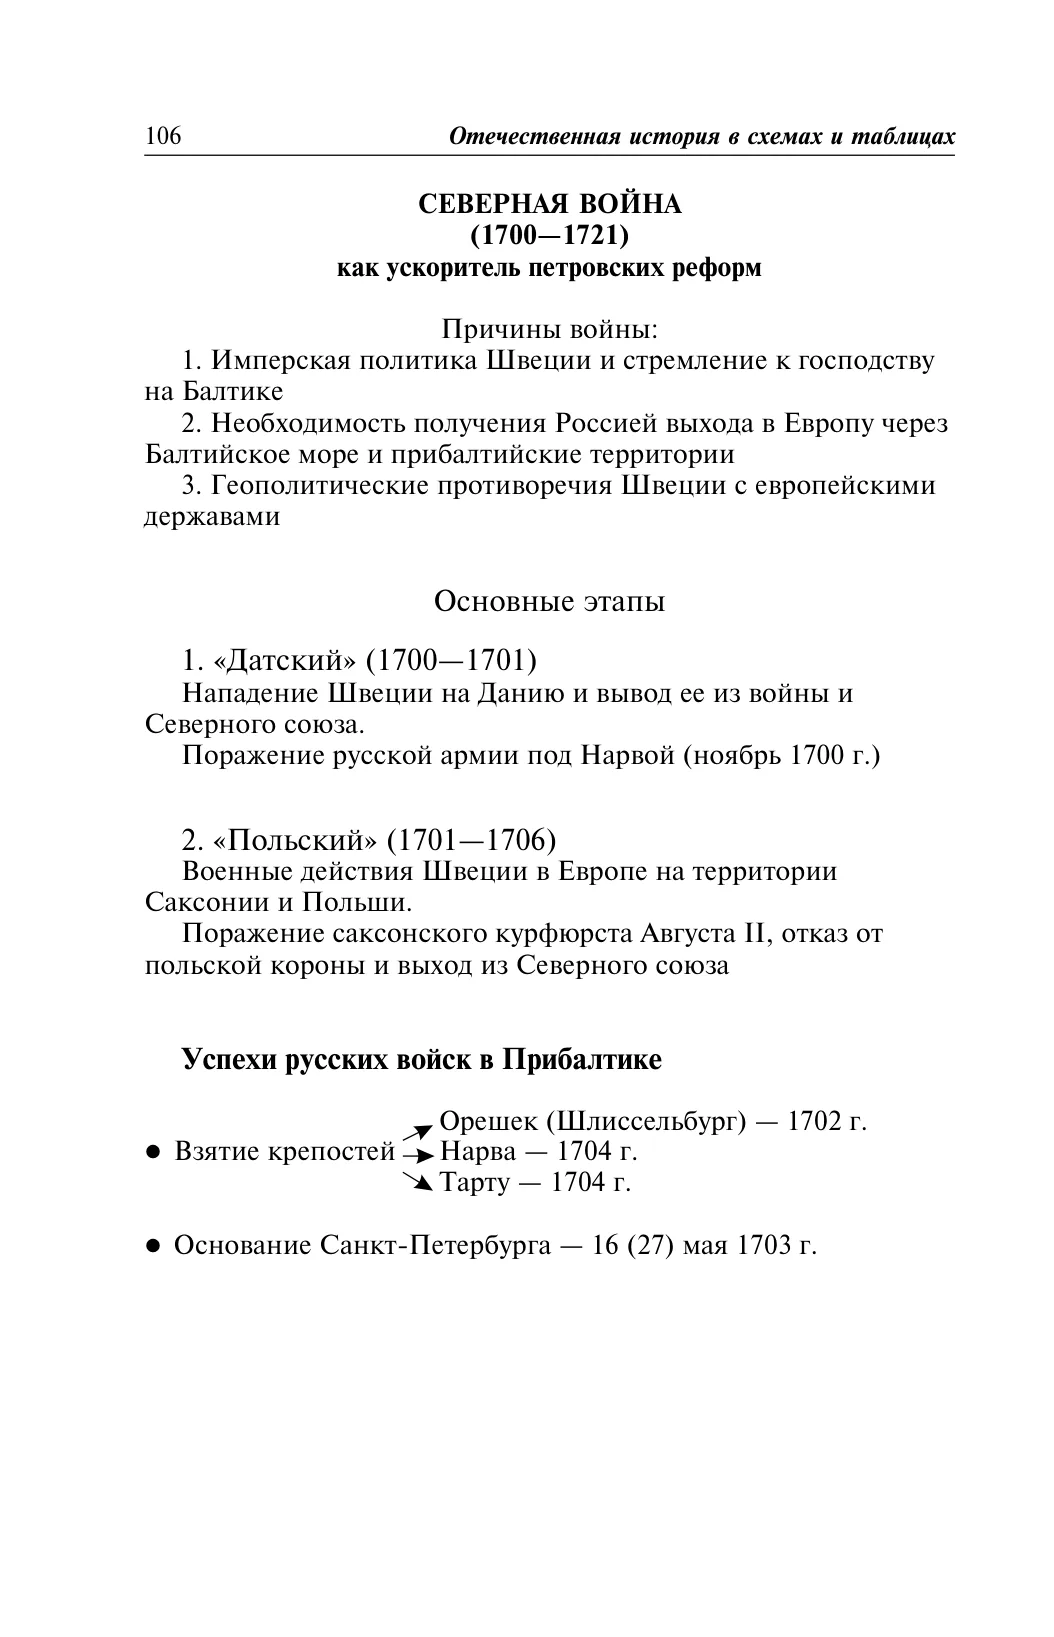 106 Отечественная история в схемах и таблицах
СЕВЕРНАЯ ВОЙНА
(1700—1721)
как ускоритель петровских реформ
Причины войны:
1. Имперская политика Швеции и стремление к господству
на Балтике
2. Необходимость получения Россией выхода в Европу через
Балтийское море и прибалтийские территории
3. Геополитические противоречия Швеции с европейскими
державами
Основные этапы
1. «Датский» (1700—1701)
Нападение Швеции на Данию и вывод ее из войны и
Северного союза.
Поражение русской армии под Нарвой (ноябрь 1700 г.)
2. «Польский» (1701—1706)
Военные действия Швеции в Европе на территории
Саксонии и Польши.
Поражение саксонского курфюрста Августа II, отказ от
польской короны и выход из Северного союза
Успехи русских войск в Прибалтике
Орешек (Шлиссельбург) — 1702 г.
● Взятие крепостей Нарва — 1704 г.
Тарту — 1704 г.
● Основание Санкт-Петербурга — 16 (27) мая 1703 г.